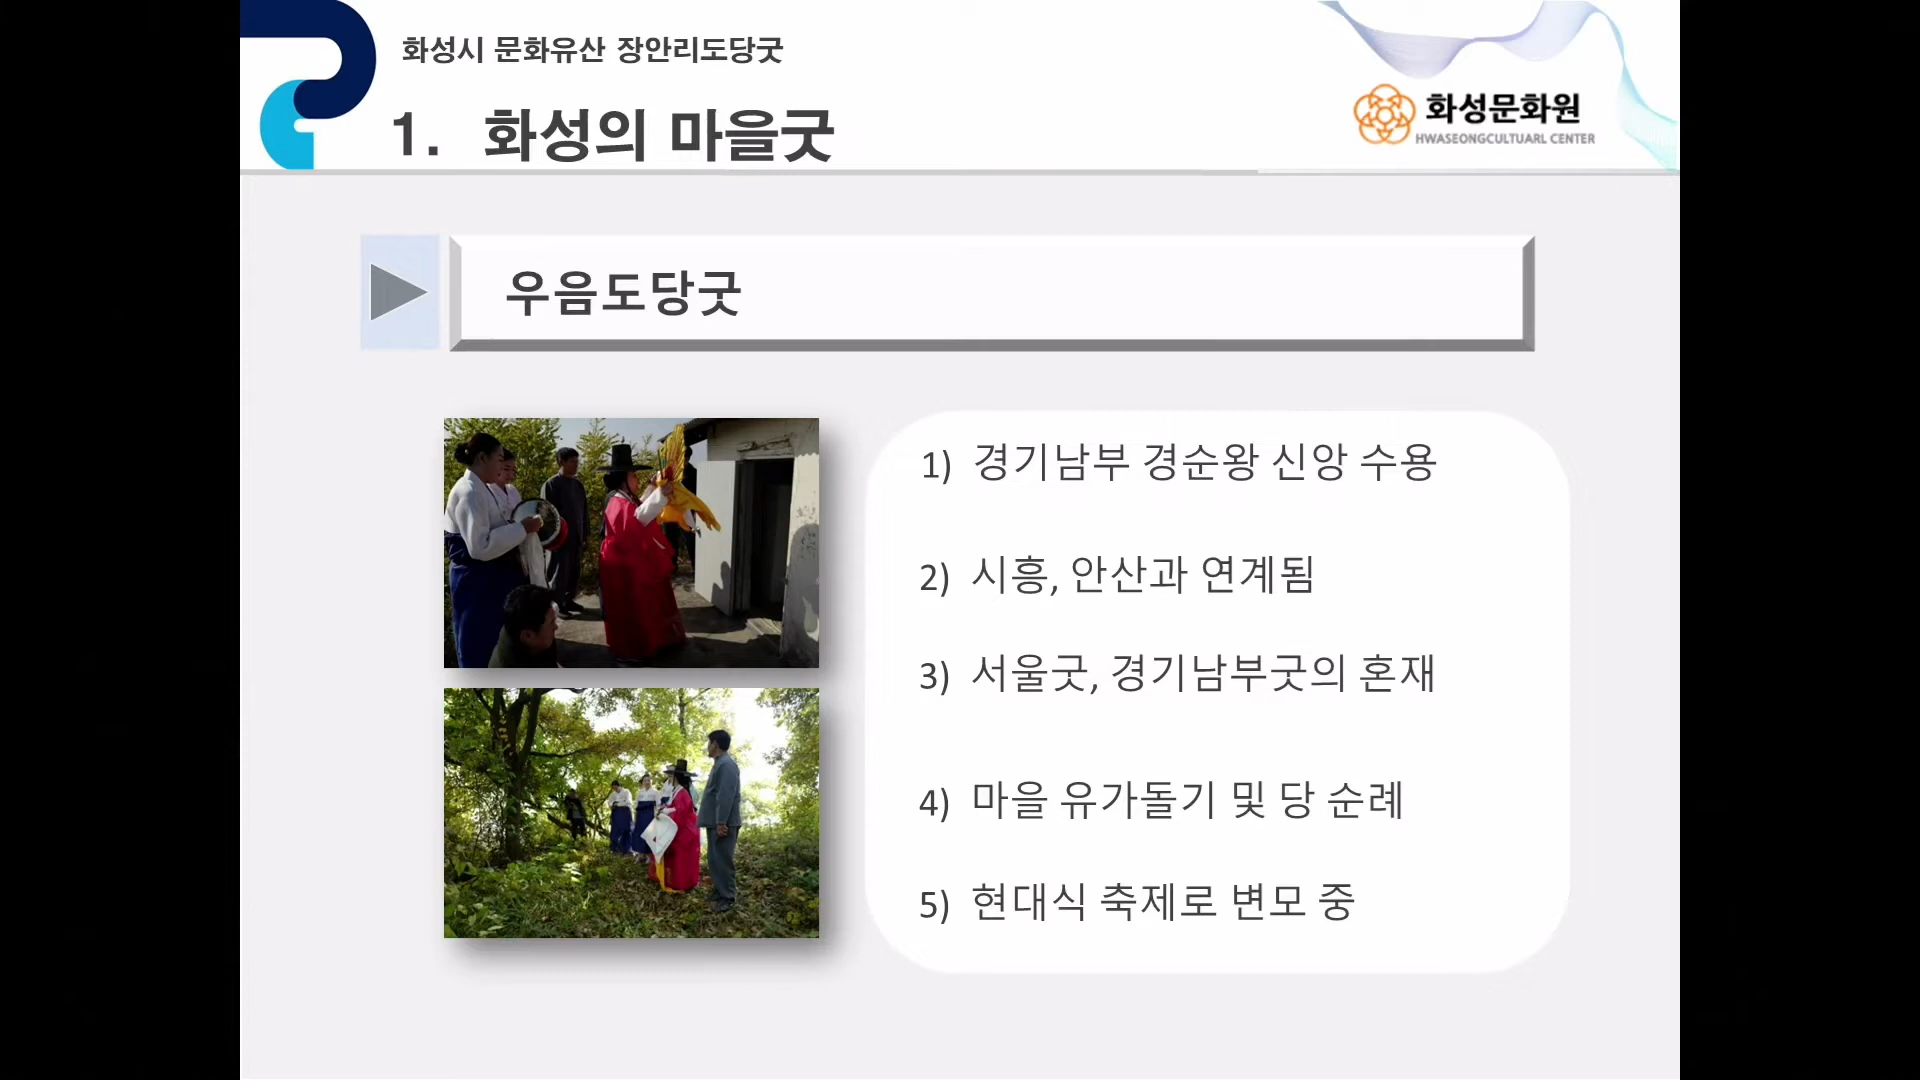 화성시 문화유산 장안리도당굿
1. 화성의 마을굿
화성문화원
HWASEONGCULTUARL CENTER
우음도당굿
1) 경기남부 경순왕 신앙 수용
2) 시흥, 안산과 연계됨
3) 서울굿, 경기남부굿의 혼재
4) 마을 유가돌기 및 당 순례
5) 현대식 축제로 변모 중